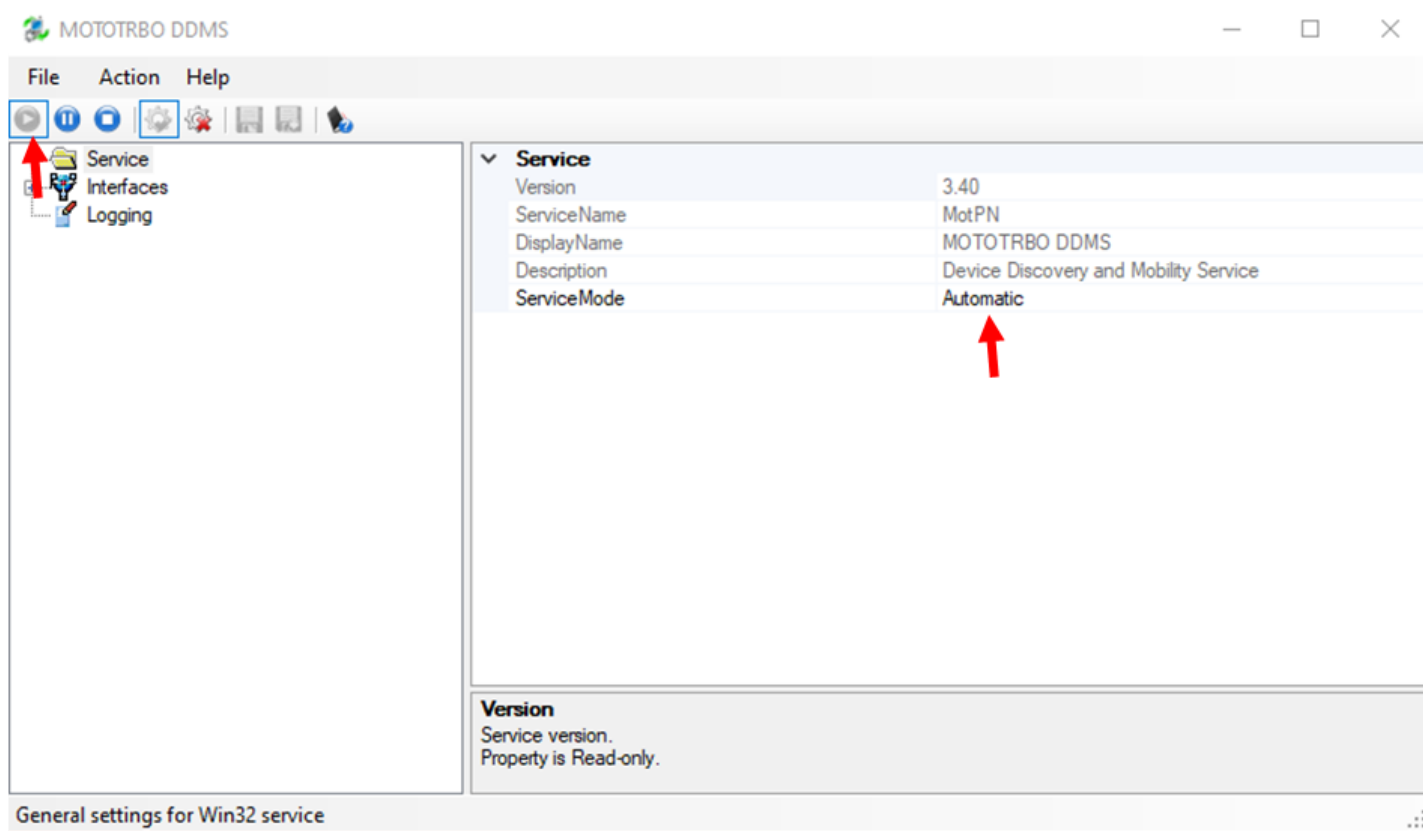 MOTOTRBO DDMS
File Action Help
Service
Interfaces
Logging
Service
Version 3.40
ServiceName MotPN
DisplayName MOTOTRBO DDMS
Description Device Discovery and Mobility Service
ServiceMode Automatic
Version
Service version.
Property is Read-only.
General settings for Win32 service